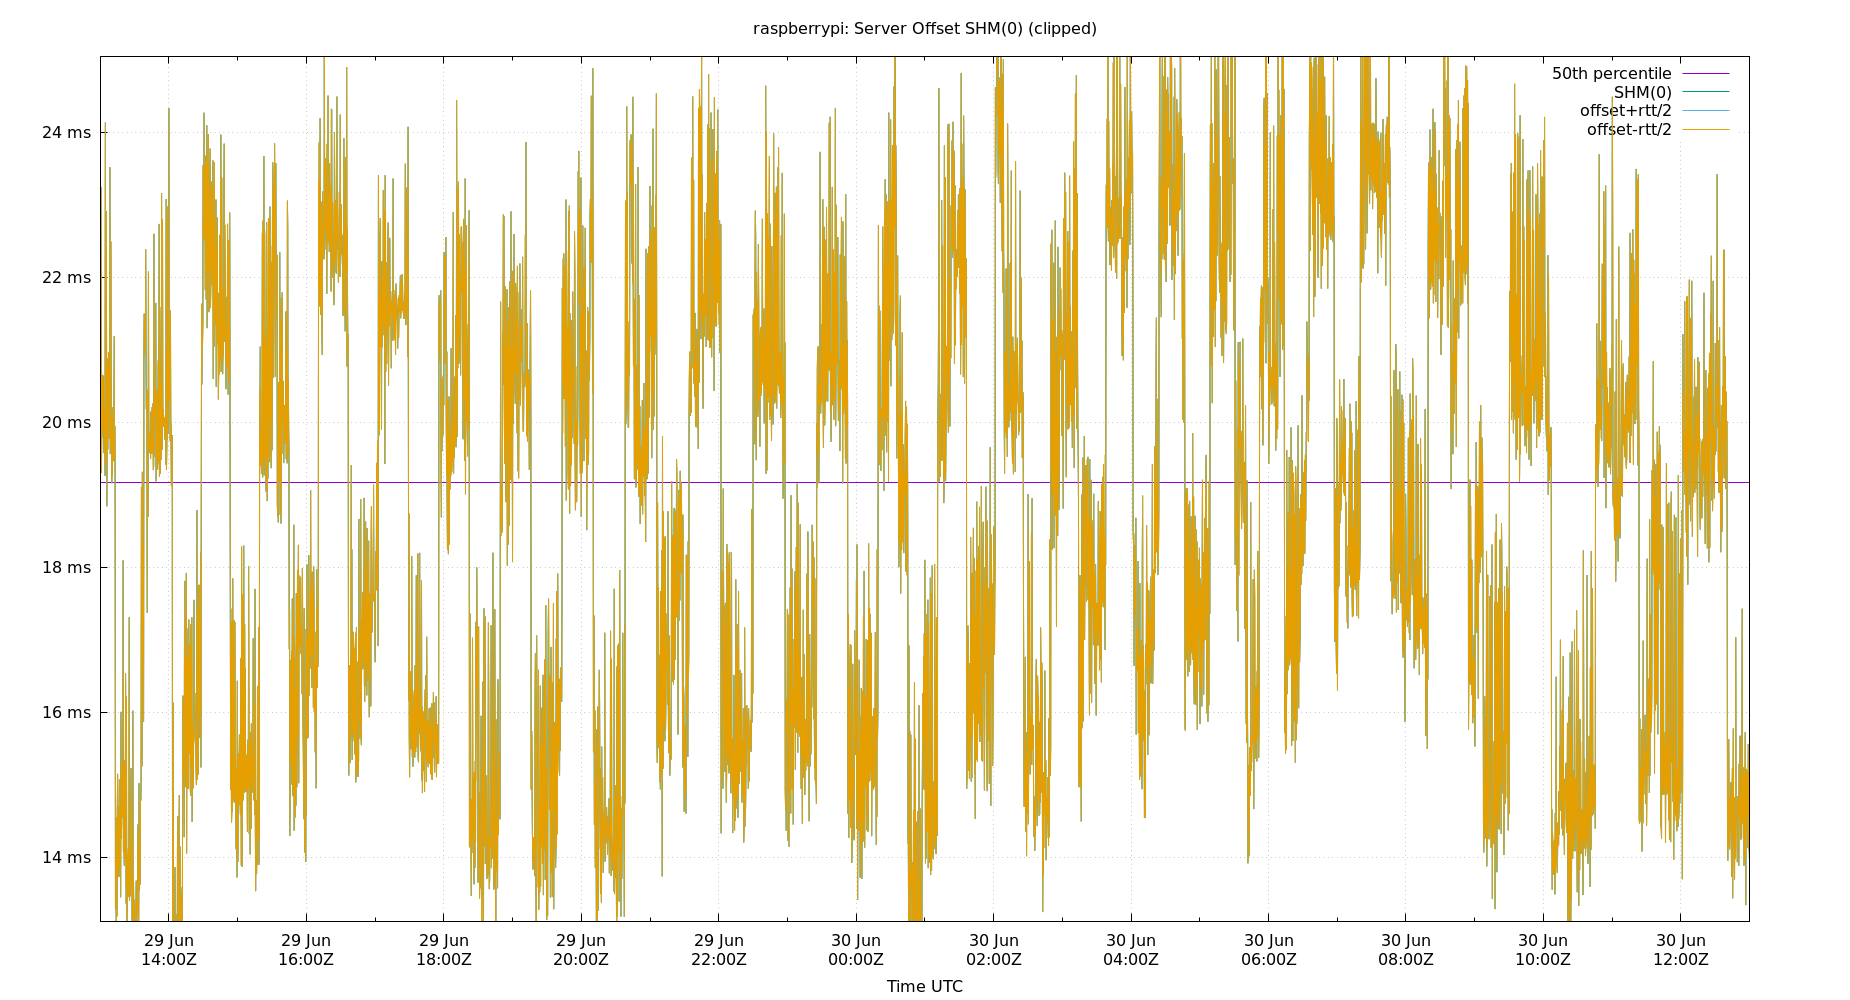 raspberrypi: Server Offset SHM(0) (clipped)
50th percentile
SHM(0)
offset+rtt/2
offset-rtt/2
24 ms
22 ms
20 ms
18 ms
16 ms
14 ms
29 Jun 29 Jun 29 Jun 29 Jun 29 Jun 30 Jun 30 Jun 30 Jun 30 Jun 30 Jun 30 Jun 30 Jun
14:00Z 16:00Z 18:00Z 20:00Z 22:00Z 00:00Z 02:00Z 04:00Z 06:00Z 08:00Z 10:00Z 12:00Z
Time UTC